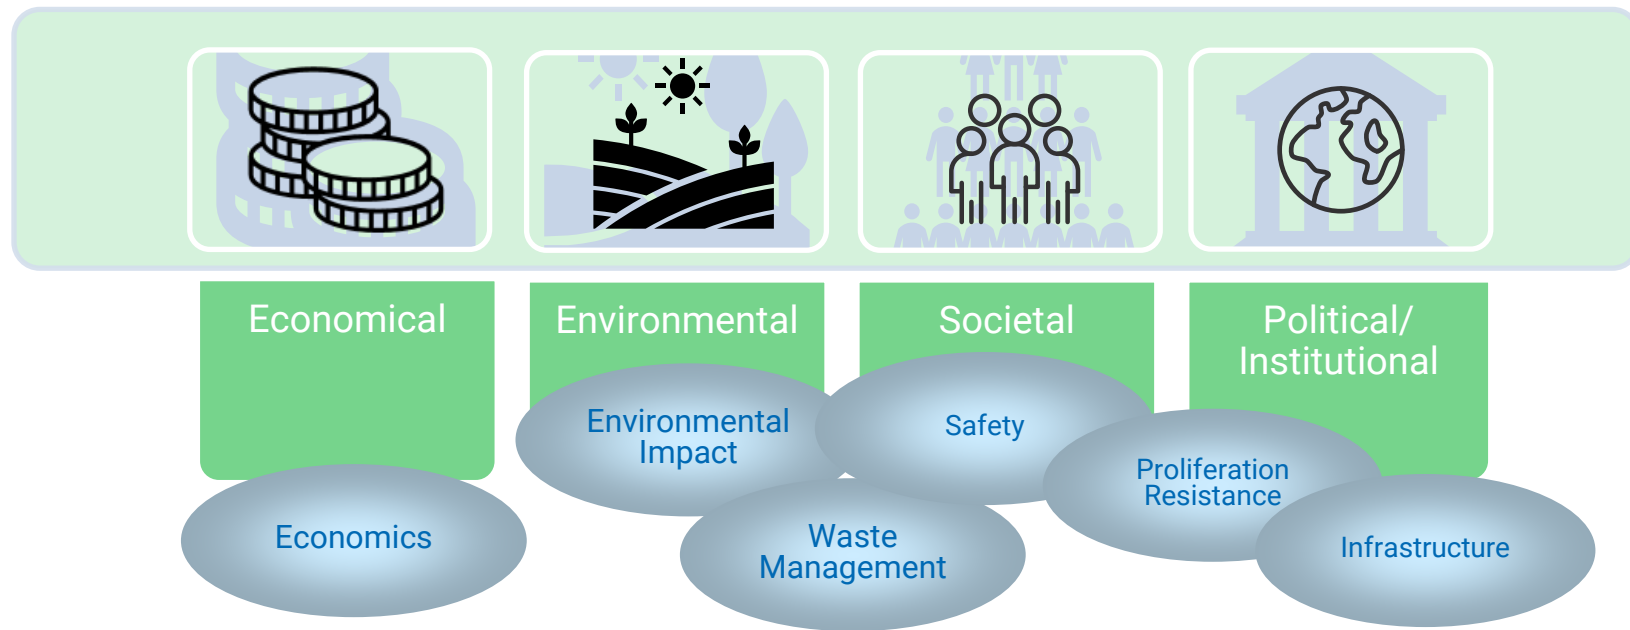 Economical
Environmental
Societal
Political/
Institutional
Environmental
Impact
Safety
Proliferation
Resistance
Economics
Waste
Management
Infrastructure